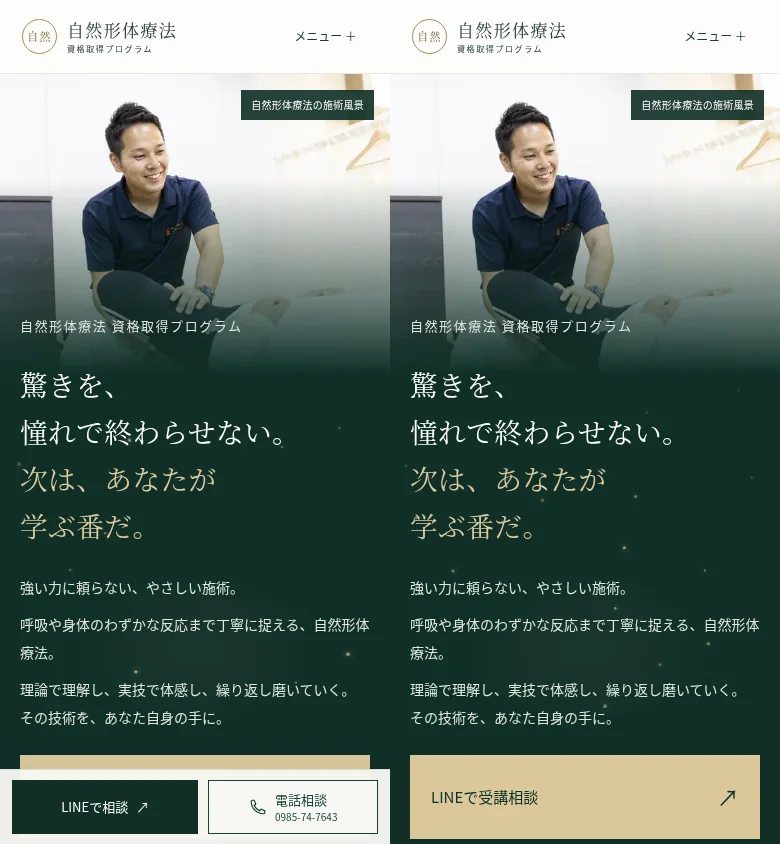 自然
自然形体療法
資格取得プログラム
メニュー ＋
自然形体療法の施術風景
自然形体療法 資格取得プログラム
驚きを、
憧れで終わらせない。
次は、あなたが
学ぶ番だ。
強い力に頼らない、やさしい施術。
呼吸や身体のわずかな反応まで丁寧に捉える、自然形体
療法。
理論で理解し、実技で体感し、繰り返し磨いていく。
その技術を、あなた自身の手に。
LINEで相談 ↗
電話相談
0985-74-7643
自然
自然形体療法
資格取得プログラム
メニュー ＋
自然形体療法の施術風景
自然形体療法 資格取得プログラム
驚きを、
憧れで終わらせない。
次は、あなたが
学ぶ番だ。
強い力に頼らない、やさしい施術。
呼吸や身体のわずかな反応まで丁寧に捉える、自然形体
療法。
理論で理解し、実技で体感し、繰り返し磨いていく。
その技術を、あなた自身の手に。
LINEで受講相談 ↗